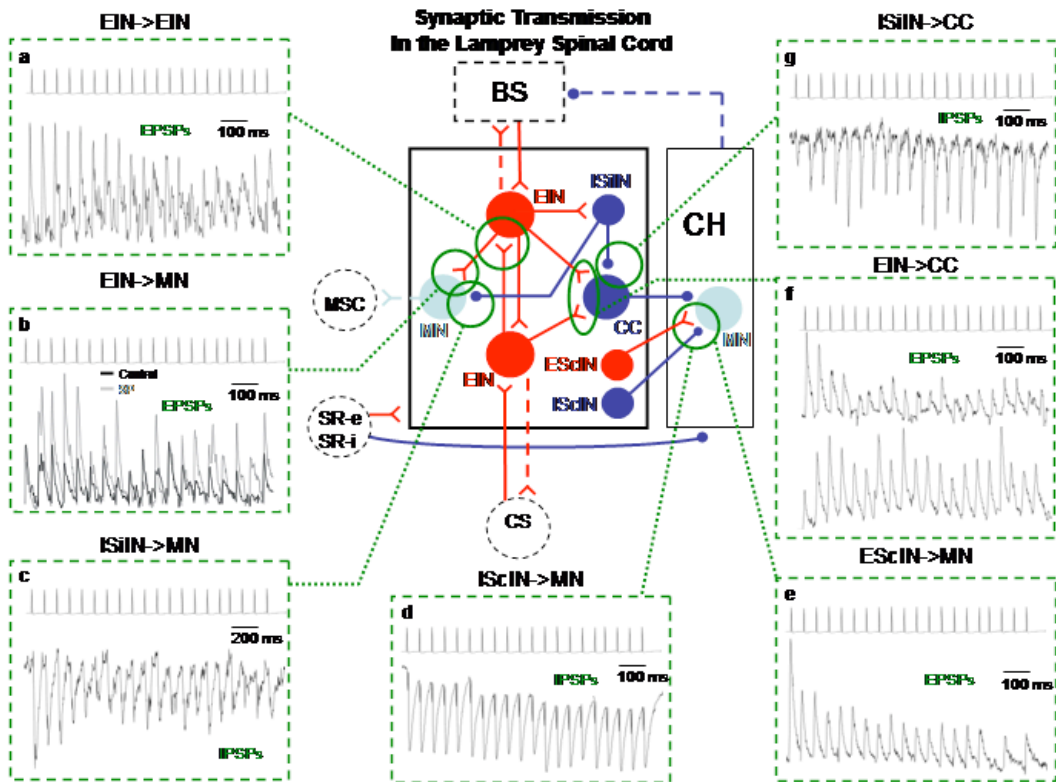 EIN->EIN
Synaptic Transmission
In the Lamprey Spinal Cord
ISiIN->CC
a
EPSPs
100 ms
BS
g
IPSPs
100 ms
EIN
ISiIN
CH
EIN->MN
EIN->CC
b
Control
EPSPs
100 ms
MSC
MN
CC
MN
EIN
EScIN
IScIN
f
EPSPs
100 ms
SR-e
SR-i
CS
ISiIN->MN
IScIN->MN
EScIN->MN
c
200 ms
IPSPs
d
IPSPs
100 ms
e
EPSPs
100 ms